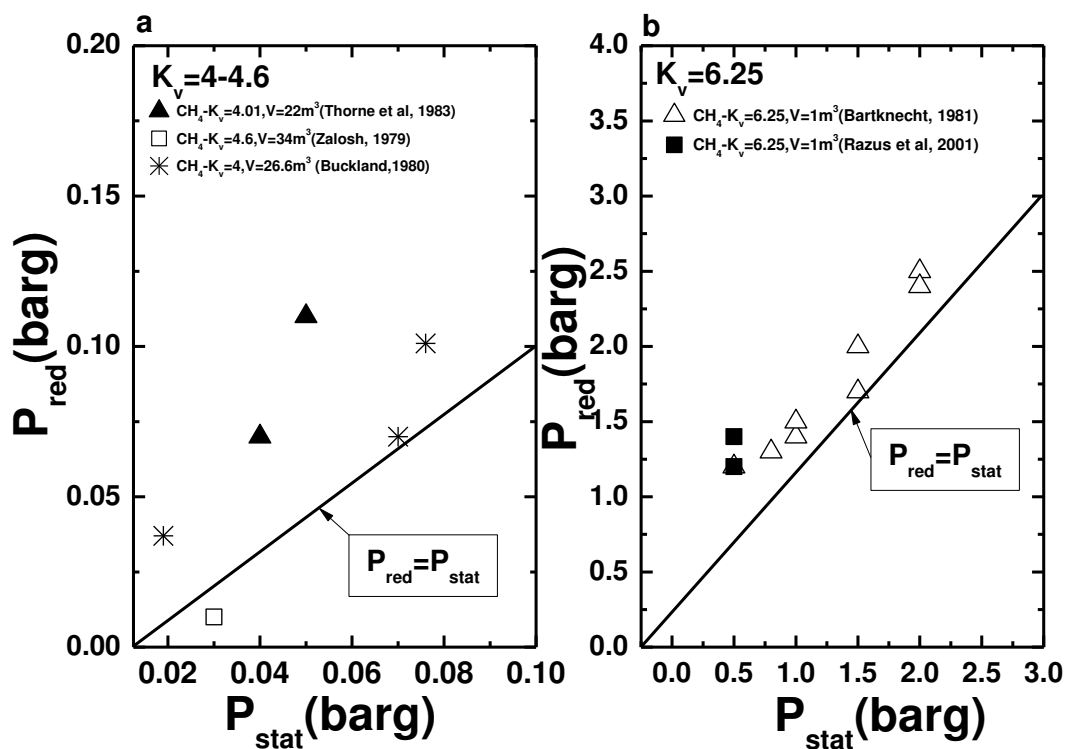 a
K_v=4-4.6
CH_4-K_v=4.01,V=22m³(Thorne et al, 1983)
CH_4-K_v=4.6,V=34m³(Zalosh, 1979)
CH_4-K_v=4,V=26.6m³ (Buckland,1980)
P_red(barg)
0.20
0.15
0.10
0.05
0.00
P_red=P_stat
0.02 0.04 0.06 0.08 0.10
P_stat(barg)
b
K_v=6.25
CH_4-K_v=6.25,V=1m³(Bartknecht, 1981)
CH_4-K_v=6.25,V=1m³(Razus et al, 2001)
P_red(barg)
4.0
3.5
3.0
2.5
2.0
1.5
1.0
0.5
0.0
P_red=P_stat
0.0 0.5 1.0 1.5 2.0 2.5 3.0
P_stat(barg)